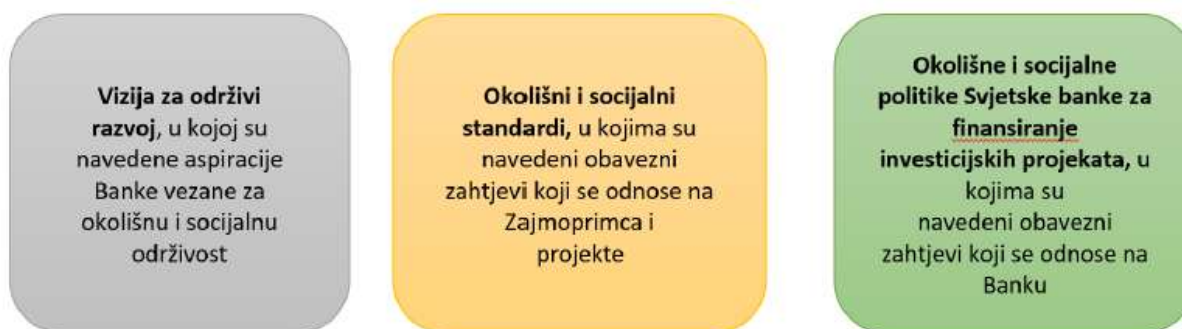 Vizija za održivi
razvoj, u kojoj su
navedene aspiracije
Banke vezane za
okolišnu i socijalnu
održivost
Okolišni i socijalni
standardi, u kojima su
navedeni obavezni
zahtjevi koji se odnose na
Zajmoprimca i
projekte
Okolišne i socijalne
politike Svjetske banke za
finansiranje
investicijskih projekata, u
kojima su
navedeni obavezni
zahtjevi koji se odnose na
Banku